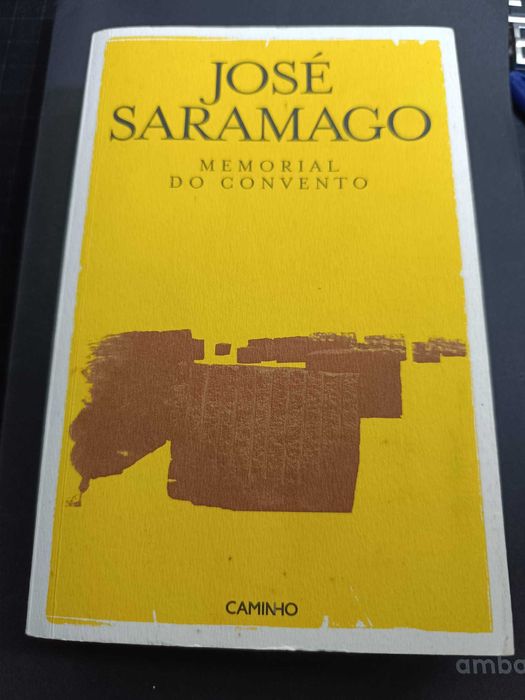 JOSÉ
SARAMAGO
MEMORIAL
DO CONVENTO
CAMINHO